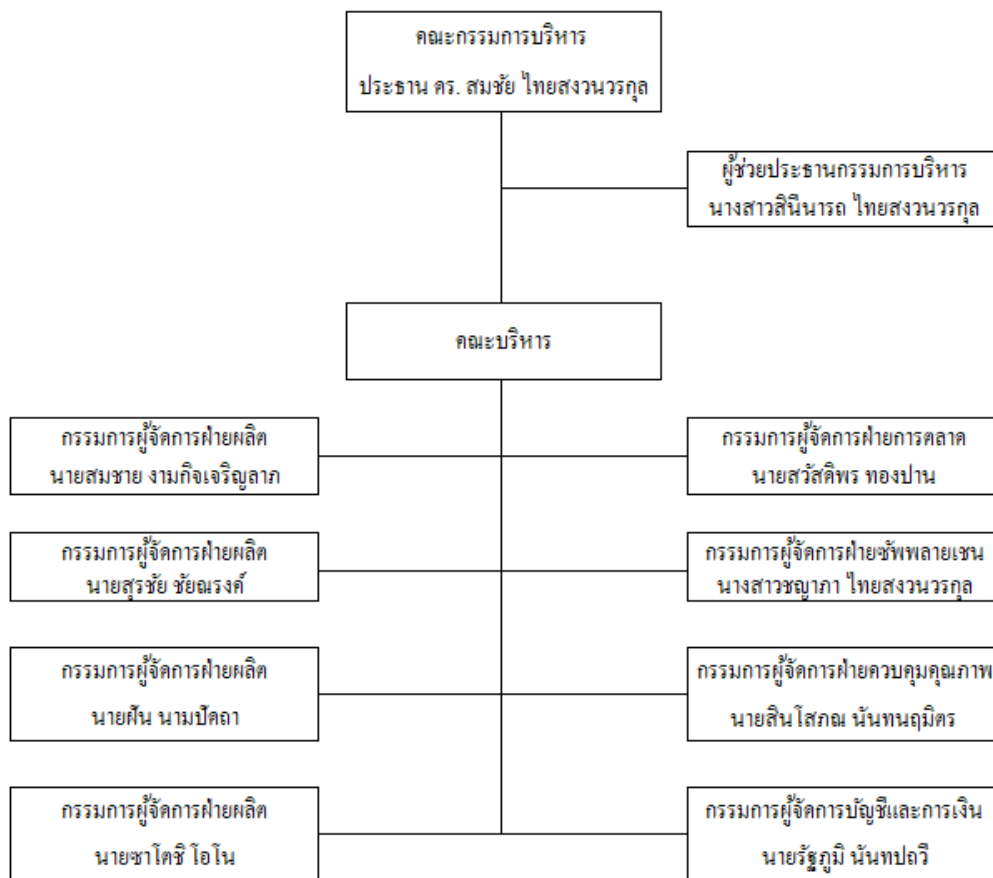 คณะกรรมการบริหาร
ประธาน ดร. สมชัย ไทยสงวนวรกุล
ผู้ช่วยประธานกรรมการบริหาร
นางสาวสินีนารถ ไทยสงวนวรกุล
คณะบริหาร
กรรมการผู้จัดการฝ่ายผลิต
นายสมชาย งามกิจเจริญลาภ
กรรมการผู้จัดการฝ่ายการตลาด
นายสวัสดิพร ทองปาน
กรรมการผู้จัดการฝ่ายผลิต
นายสุรชัย ชัยณรงค์
กรรมการผู้จัดการฝ่ายซัพพลายเชน
นางสาวชญาภา ไทยสงวนวรกุล
กรรมการผู้จัดการฝ่ายผลิต
นายฝัน นามปัดถา
กรรมการผู้จัดการฝ่ายควบคุมคุณภาพ
นายสินโสภณ นันทนฤมิตร
กรรมการผู้จัดการฝ่ายผลิต
นายซาโตชิ โอโน
กรรมการผู้จัดการบัญชีและการเงิน
นายรัฐภูมิ นันทปถวี